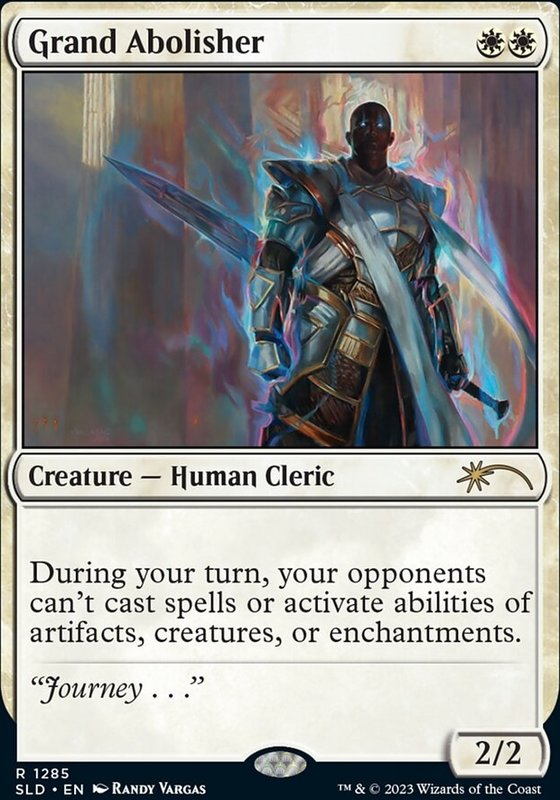 Grand Abolisher
Creature — Human Cleric
During your turn, your opponents
can't cast spells or activate abilities of
artifacts, creatures, or enchantments.
“Journey . . .”
2/2
R 1285
SLD • EN Randy Vargas
™ & © 2023 Wizards of the Coast